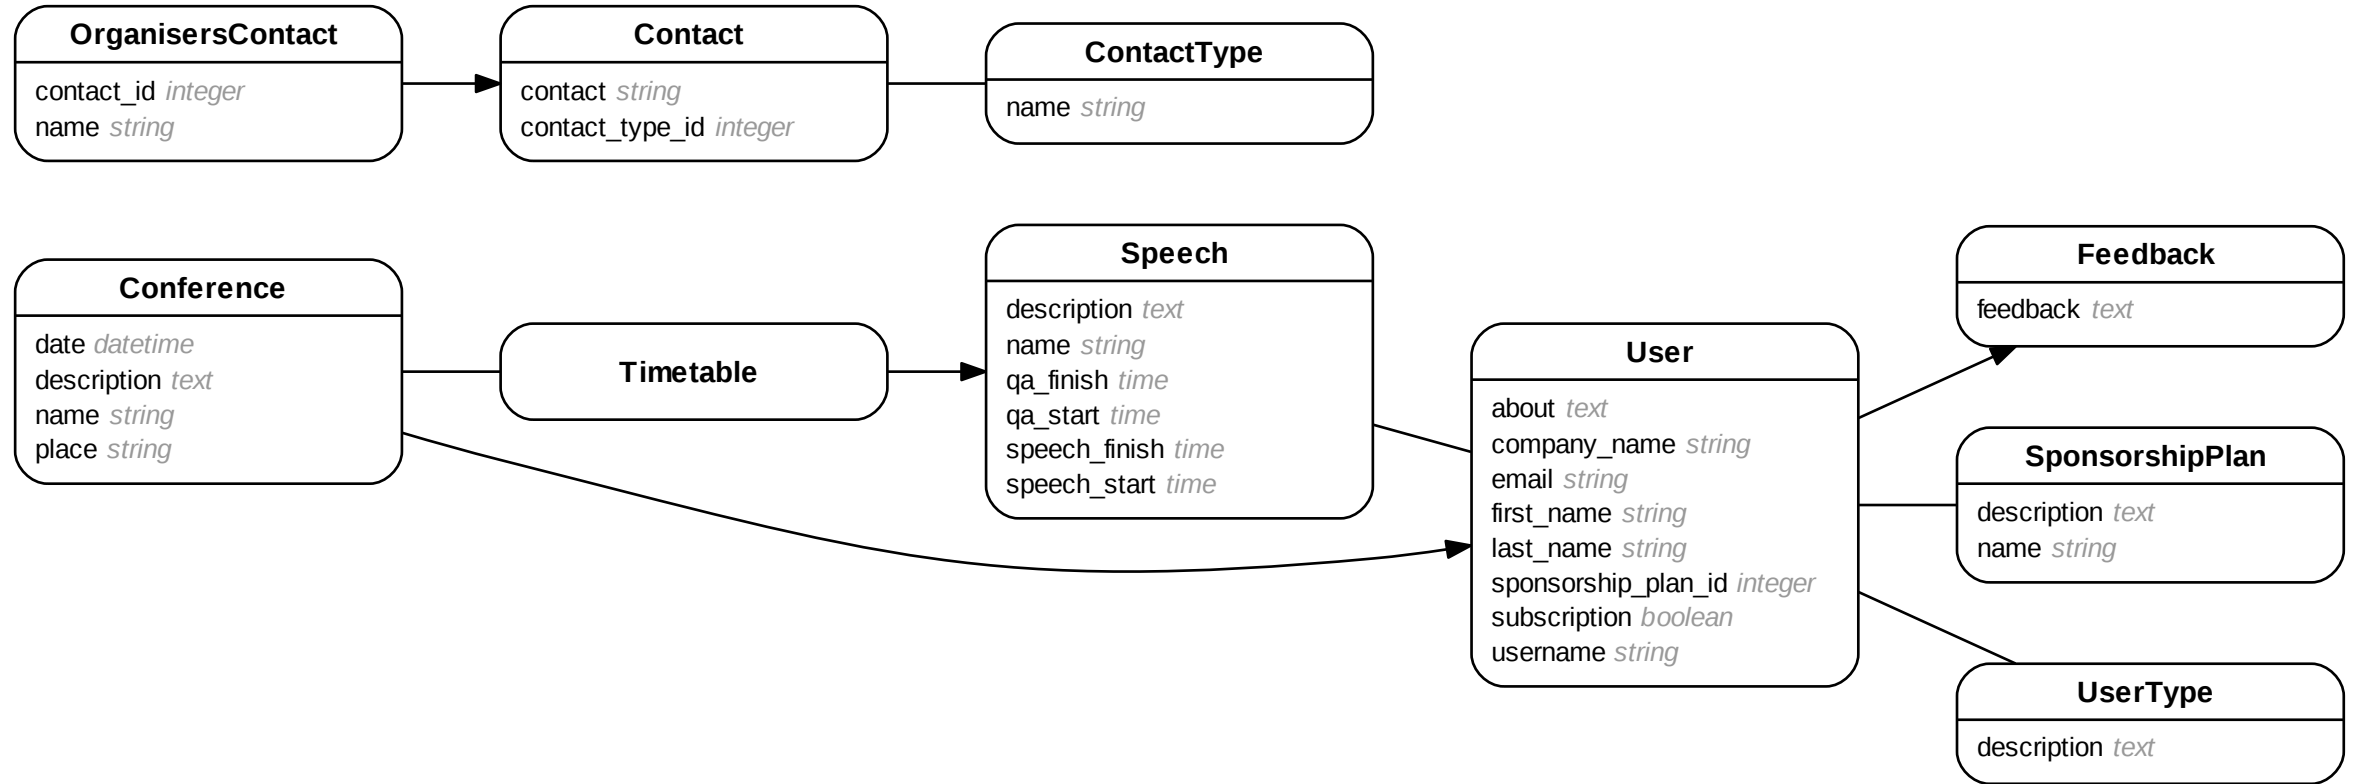 OrganisersContact
contact_id integer
name string
Contact
contact string
contact_type_id integer
ContactType
name string
Conference
date datetime
description text
name string
place string
Timetable
Speech
description text
name string
qa_finish time
qa_start time
speech_finish time
speech_start time
User
about text
company_name string
email string
first_name string
last_name string
sponsorship_plan_id integer
subscription boolean
username string
Feedback
feedback text
SponsorshipPlan
description text
name string
UserType
description text